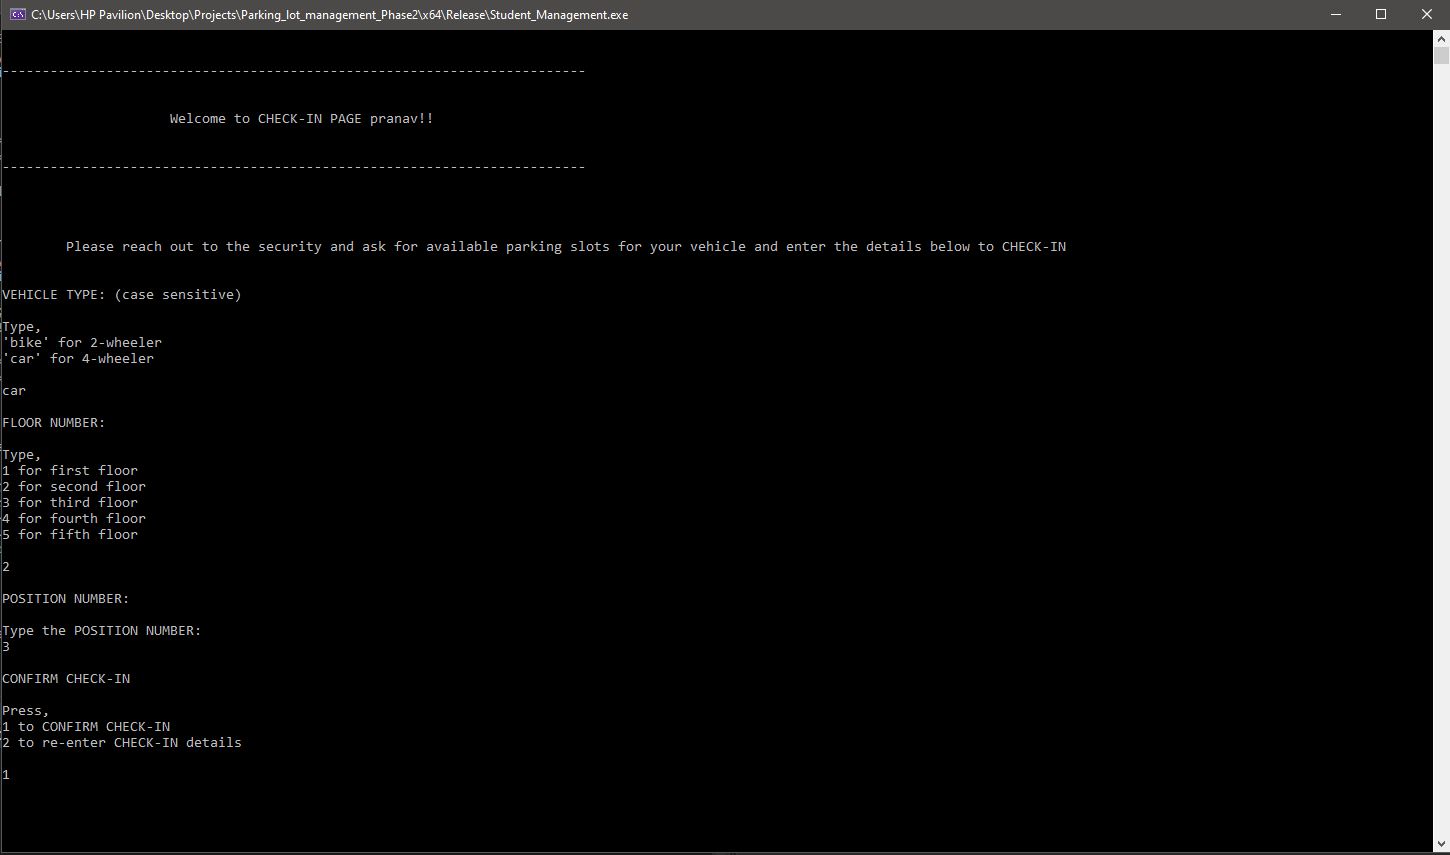 C:\Users\HP Pavilion\Desktop\Projects\Parking_lot_management_Phase2\x64\Release\Student_Management.exe
-------------------------------------------------------------------------
Welcome to CHECK-IN PAGE pranav!!
-------------------------------------------------------------------------
Please reach out to the security and ask for available parking slots for your vehicle and enter the details below to CHECK-IN
VEHICLE TYPE: (case sensitive)
Type,
'bike' for 2-wheeler
'car' for 4-wheeler
car
FLOOR NUMBER:
Type,
1 for first floor
2 for second floor
3 for third floor
4 for fourth floor
5 for fifth floor
2
POSITION NUMBER:
Type the POSITION NUMBER:
3
CONFIRM CHECK-IN
Press,
1 to CONFIRM CHECK-IN
2 to re-enter CHECK-IN details
1